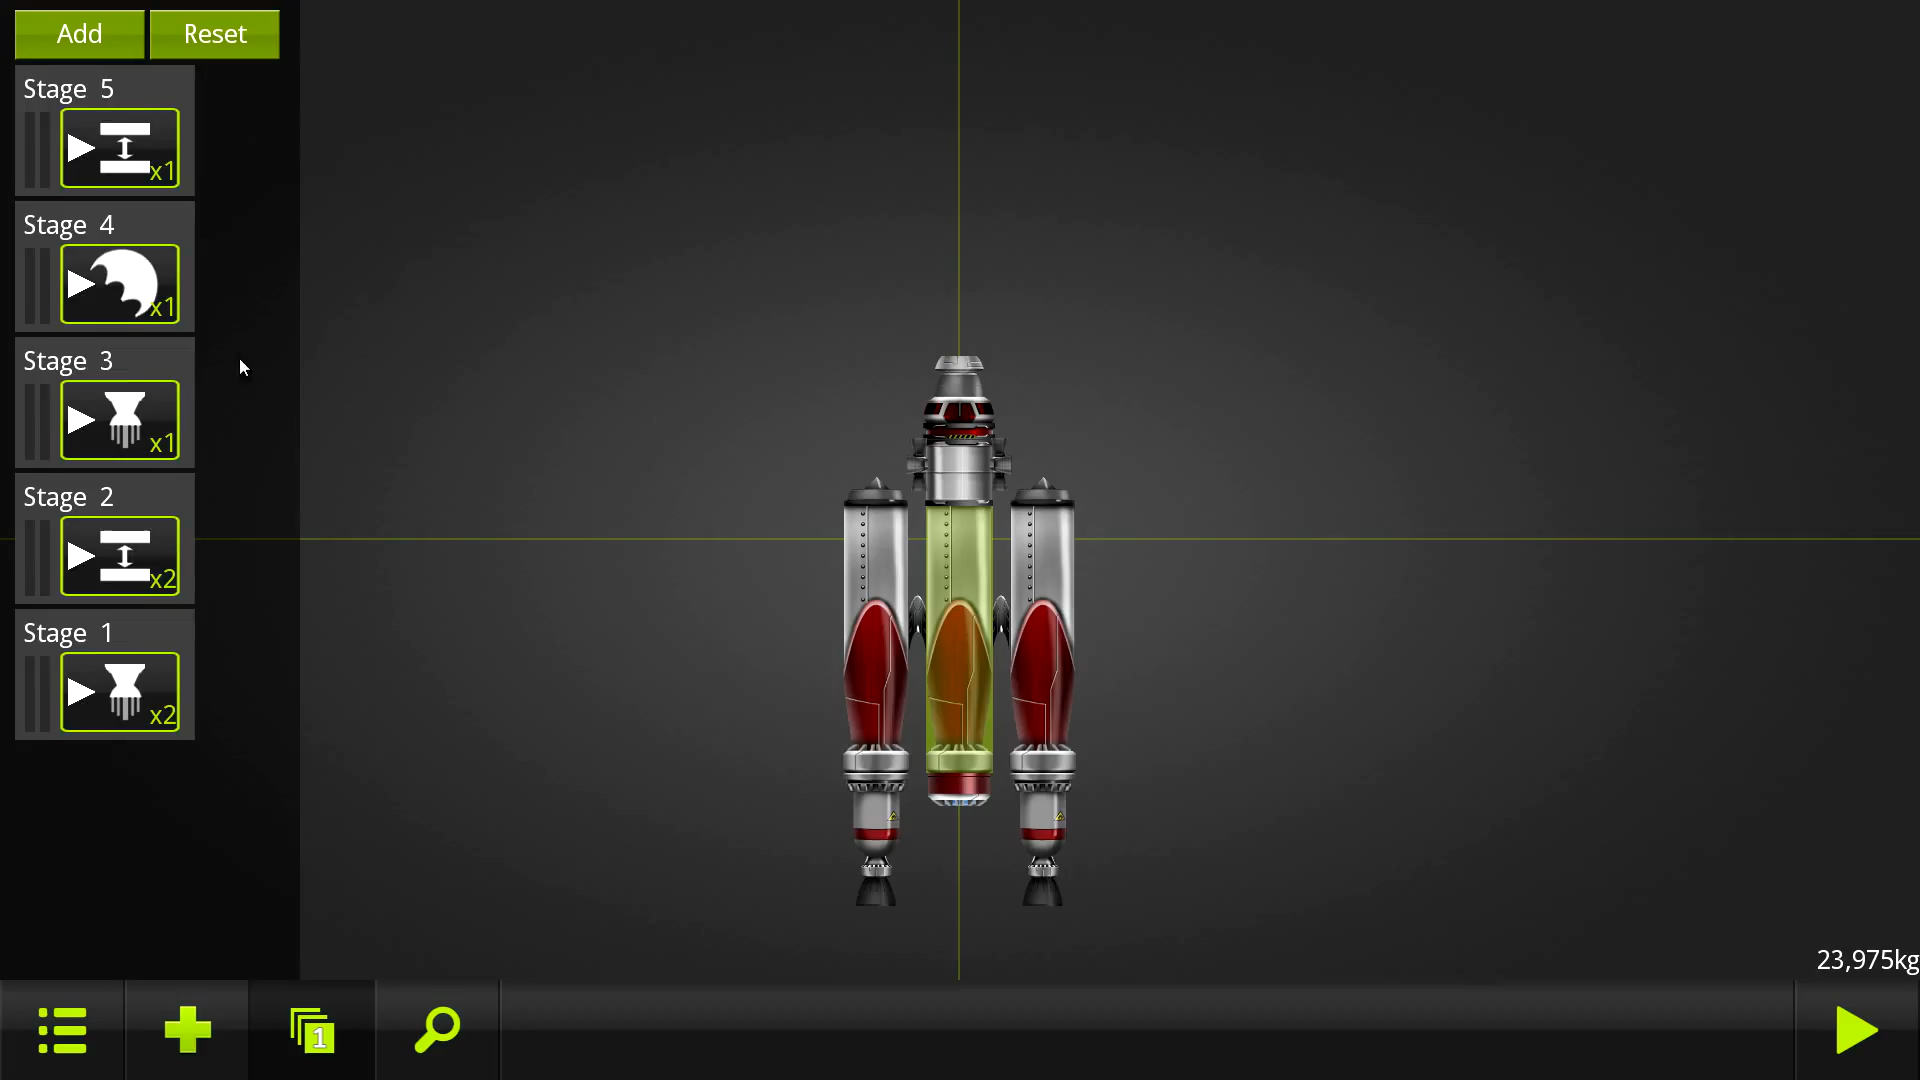 Add Reset
Stage 5
x1
Stage 4
x1
Stage 3
x1
Stage 2
x2
Stage 1
x2
23,975kg
1